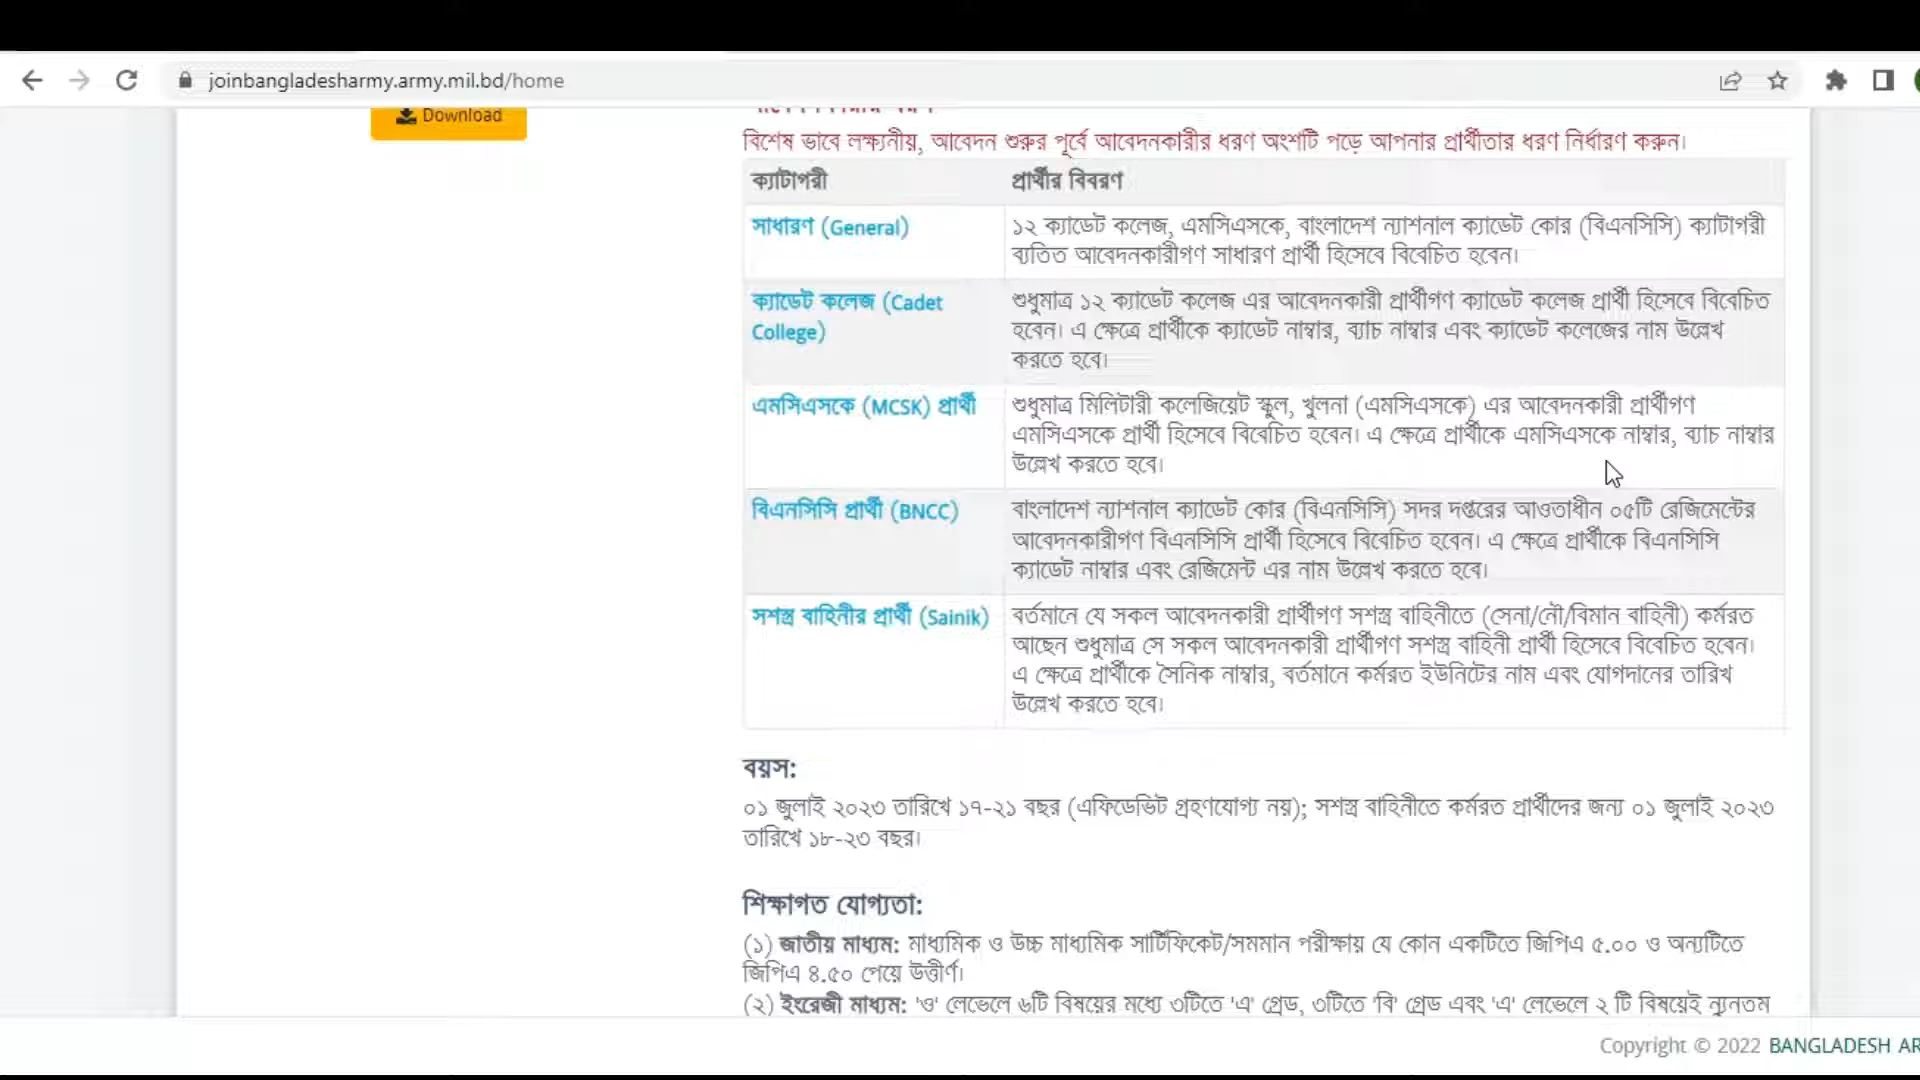 joinbangladesharmy.army.mil.bd/home
Download
বিশেষ ভাবে লক্ষ্যনীয়, আবেদন শুরুর পূর্বে আবেদনকারীর ধরণ অংশটি পড়ে আপনার প্রার্থীতার ধরণ নির্ধারণ করুন।
ক্যাটাগরী প্রার্থীর বিবরণ
সাধারণ (General) ১২ ক্যাডেট কলেজ, এমসিএসকে, বাংলাদেশ ন্যাশনাল ক্যাডেট কোর (বিএনসিসি) ক্যাটাগরী
ব্যতিত আবেদনকারীগণ সাধারণ প্রার্থী হিসেবে বিবেচিত হবেন।
ক্যাডেট কলেজ (Cadet শুধুমাত্র ১২ ক্যাডেট কলেজ এর আবেদনকারী প্রার্থীগণ ক্যাডেট কলেজ প্রার্থী হিসেবে বিবেচিত
College) হবেন। এ ক্ষেত্রে প্রার্থীকে ক্যাডেট নাম্বার, ব্যাচ নাম্বার এবং ক্যাডেট কলেজের নাম উল্লেখ
করতে হবে।
এমসিএসকে (MCSK) প্রার্থী শুধুমাত্র মিলিটারী কলেজিয়েট স্কুল, খুলনা (এমসিএসকে) এর আবেদনকারী প্রার্থীগণ
এমসিএসকে প্রার্থী হিসেবে বিবেচিত হবেন। এ ক্ষেত্রে প্রার্থীকে এমসিএসকে নাম্বার, ব্যাচ নাম্বার
উল্লেখ করতে হবে।
বিএনসিসি প্রার্থী (BNCC) বাংলাদেশ ন্যাশনাল ক্যাডেট কোর (বিএনসিসি) সদর দপ্তরের আওতাধীন ০৫টি রেজিমেন্টের
আবেদনকারীগণ বিএনসিসি প্রার্থী হিসেবে বিবেচিত হবেন। এ ক্ষেত্রে প্রার্থীকে বিএনসিসি
ক্যাডেট নাম্বার এবং রেজিমেন্ট এর নাম উল্লেখ করতে হবে।
সশস্ত্র বাহিনীর প্রার্থী (Sainik) বর্তমানে যে সকল আবেদনকারী প্রার্থীগণ সশস্ত্র বাহিনীতে (সেনা/নৌ/বিমান বাহিনী) কর্মরত
আছেন শুধুমাত্র সে সকল আবেদনকারী প্রার্থীগণ সশস্ত্র বাহিনী প্রার্থী হিসেবে বিবেচিত হবেন।
এ ক্ষেত্রে প্রার্থীকে সৈনিক নাম্বার, বর্তমানে কর্মরত ইউনিটের নাম এবং যোগদানের তারিখ
উল্লেখ করতে হবে।
বয়স:
০১ জুলাই ২০২৩ তারিখে ১৭-২১ বছর (এফিডেভিট গ্রহণযোগ্য নয়); সশস্ত্র বাহিনীতে কর্মরত প্রার্থীদের জন্য ০১ জুলাই ২০২৩
তারিখে ১৮-২৩ বছর।
শিক্ষাগত যোগ্যতা:
(১) জাতীয় মাধ্যম: মাধ্যমিক ও উচ্চ মাধ্যমিক সার্টিফিকেট/সমমান পরীক্ষায় যে কোন একটিতে জিপিএ ৫.০০ ও অন্যটিতে
জিপিএ ৪.৫০ পেয়ে উত্তীর্ণ।
(২) ইংরেজী মাধ্যম: 'ও' লেভেলে ৬টি বিষয়ের মধ্যে ৩টিতে 'এ' গ্রেড, ৩টিতে 'বি' গ্রেড এবং 'এ' লেভেলে ২ টি বিষয়েই ন্যূনতম
Copyright © 2022 BANGLADESH AR